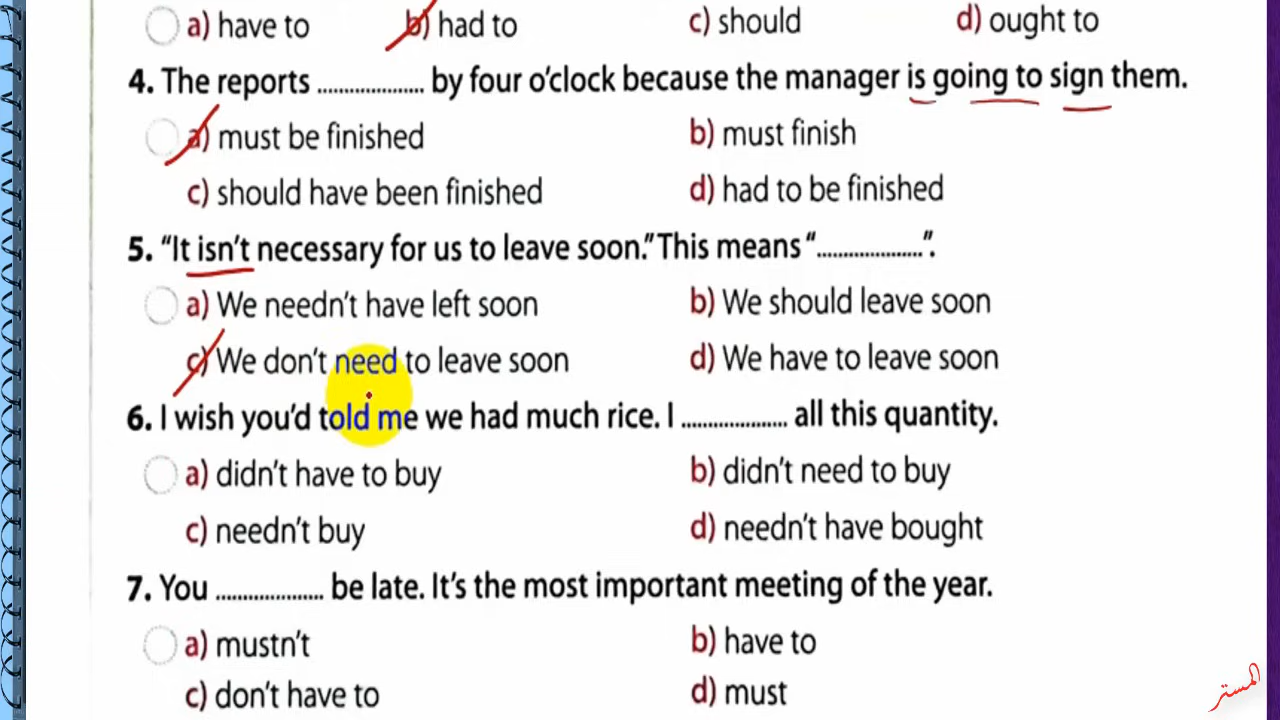 a) have to b) had to c) should d) ought to
4. The reports .................... by four o'clock because the manager is going to sign them.
a) must be finished b) must finish
c) should have been finished d) had to be finished
5. "It isn't necessary for us to leave soon." This means "....................".
a) We needn't have left soon b) We should leave soon
c) We don't need to leave soon d) We have to leave soon
6. I wish you'd told me we had much rice. I .................... all this quantity.
a) didn't have to buy b) didn't need to buy
c) needn't buy d) needn't have bought
7. You .................... be late. It's the most important meeting of the year.
a) mustn't b) have to
c) don't have to d) must
المستر